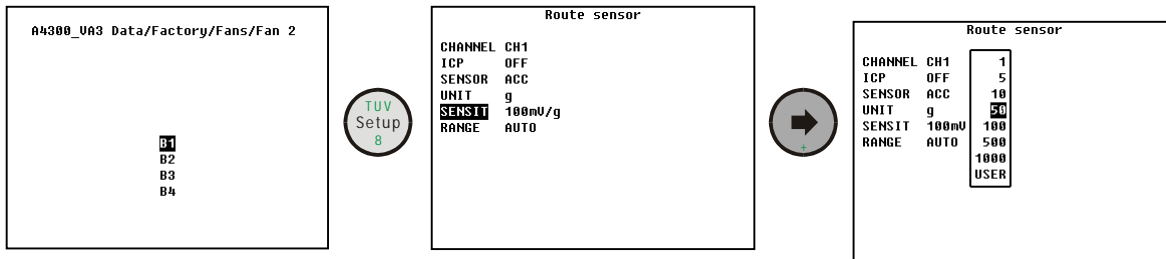 A4300_VA3 Data/Factory/Fans/Fan 2
B1
B2
B3
B4
TUV
Setup
8
Route sensor
CHANNEL CH1
ICP OFF
SENSOR ACC
UNIT g
SENSIT 100mV/g
RANGE AUTO
+
Route sensor
CHANNEL CH1 1
ICP OFF 5
SENSOR ACC 10
UNIT g 50
SENSIT 100mV 100
RANGE AUTO 500
1000
USER